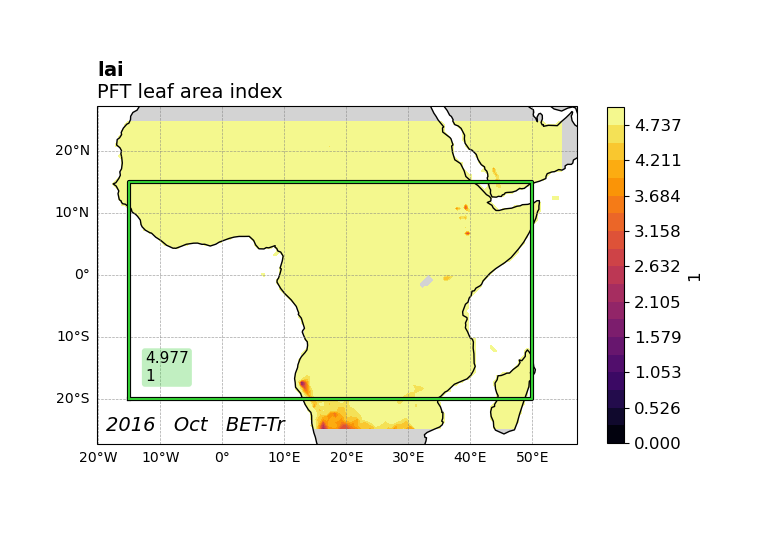 lai
PFT leaf area index
20°N
10°N
0°
10°S
20°S
20°W
10°W
0°
10°E
20°E
30°E
40°E
50°E
4.977
1
2016 Oct BET-Tr
4.737
4.211
3.684
3.158
2.632
2.105
1.579
1.053
0.526
0.000
1